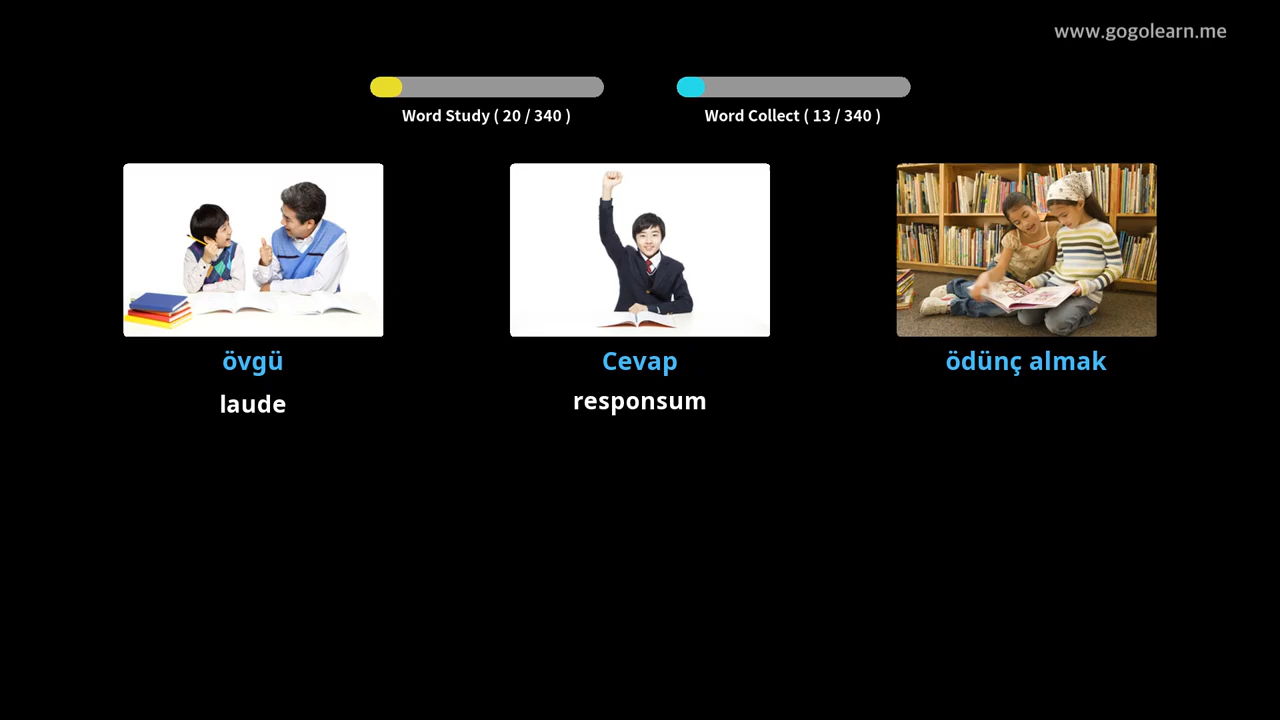 www.gogolearn.me
Word Study ( 20 / 340 )
Word Collect ( 13 / 340 )
övgü
Cevap
ödünç almak
laude
responsum